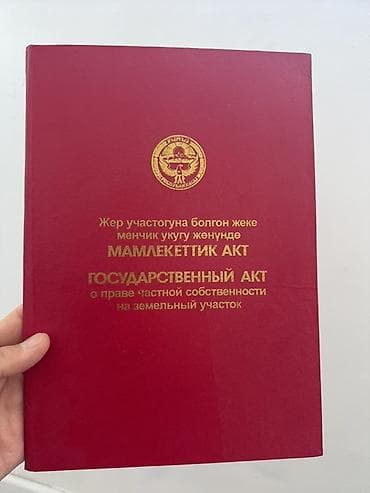 Жер участогуна болгон жеке
менчик укугу жөнүндө
МАМЛЕКЕТТИК АКТ
ГОСУДАРСТВЕННЫЙ АКТ
о праве частной собственности
на земельный участок